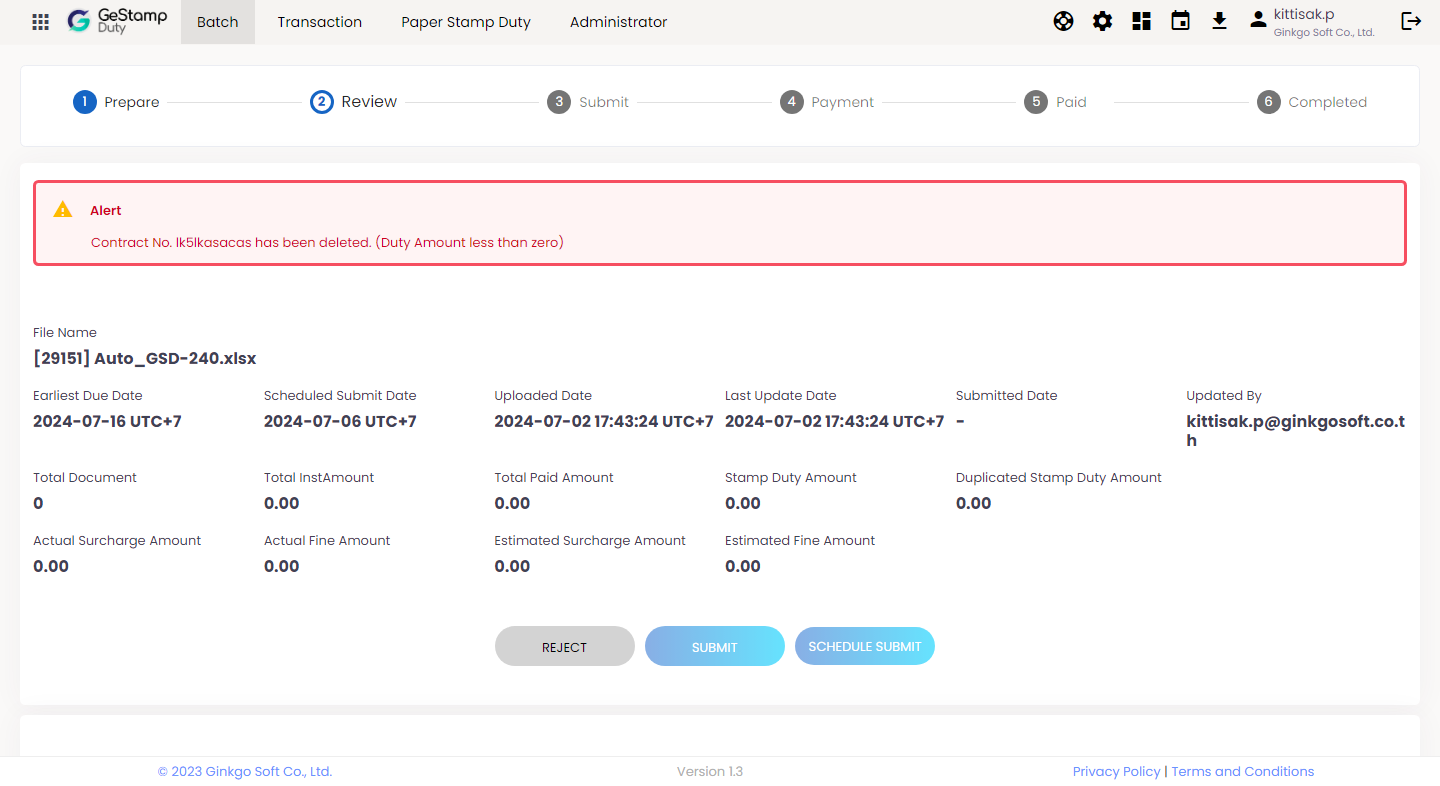 GeStamp
Duty
Batch
Transaction
Paper Stamp Duty
Administrator
kittisak.p
Ginkgo Soft Co., Ltd.
1 Prepare
2 Review
3 Submit
4 Payment
5 Paid
6 Completed
Alert
Contract No. lk5lkasacas has been deleted. (Duty Amount less than zero)
File Name
[29151] Auto_GSD-240.xlsx
Earliest Due Date
2024-07-16 UTC+7
Scheduled Submit Date
2024-07-06 UTC+7
Uploaded Date
2024-07-02 17:43:24 UTC+7
Last Update Date
2024-07-02 17:43:24 UTC+7
Submitted Date
-
Updated By
kittisak.p@ginkgosoft.co.t
h
Total Document
0
Total InstAmount
0.00
Total Paid Amount
0.00
Stamp Duty Amount
0.00
Duplicated Stamp Duty Amount
0.00
Actual Surcharge Amount
0.00
Actual Fine Amount
0.00
Estimated Surcharge Amount
0.00
Estimated Fine Amount
0.00
REJECT
SUBMIT
SCHEDULE SUBMIT
© 2023 Ginkgo Soft Co., Ltd.
Version 1.3
Privacy Policy | Terms and Conditions